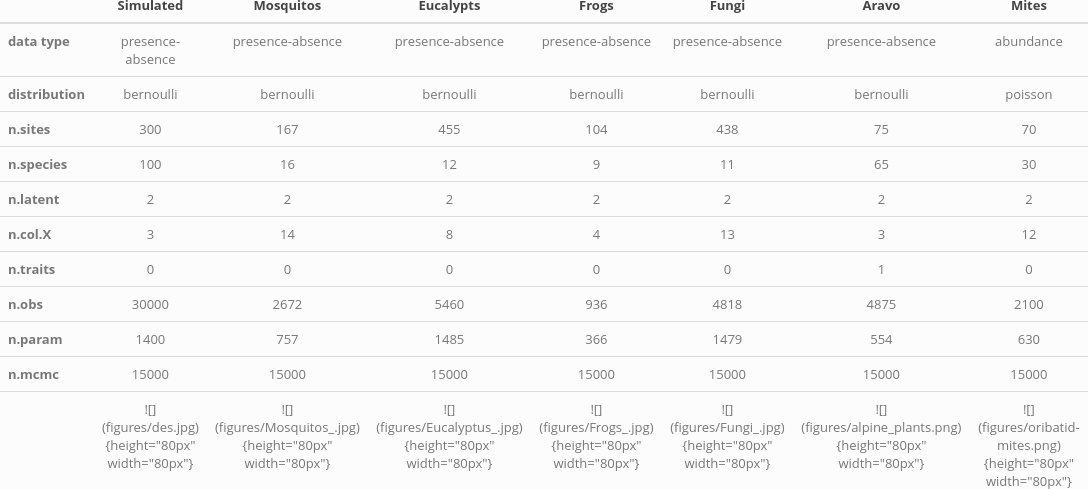 Simulated Mosquitos Eucalypts Frogs Fungi Aravo Mites
data type presence-absence presence-absence presence-absence presence-absence presence-absence presence-absence abundance
distribution bernoulli bernoulli bernoulli bernoulli bernoulli bernoulli poisson
n.sites 300 167 455 104 438 75 70
n.species 100 16 12 9 11 65 30
n.latent 2 2 2 2 2 2 2
n.col.X 3 14 8 4 13 3 12
n.traits 0 0 0 0 0 1 0
n.obs 30000 2672 5460 936 4818 4875 2100
n.param 1400 757 1485 366 1479 554 630
n.mcmc 15000 15000 15000 15000 15000 15000 15000
![] ![] ![] ![] ![] ![] ![]
(figures/des.jpg) (figures/Mosquitos_.jpg) (figures/Eucalyptus_.jpg) (figures/Frogs_.jpg) (figures/Fungi_.jpg) (figures/alpine_plants.png) (figures/oribatid-
{height="80px" {height="80px" {height="80px" {height="80px" {height="80px" {height="80px" mites.png)
width="80px"} width="80px"} width="80px"} width="80px"} width="80px"} width="80px"} {height="80px"
width="80px"}